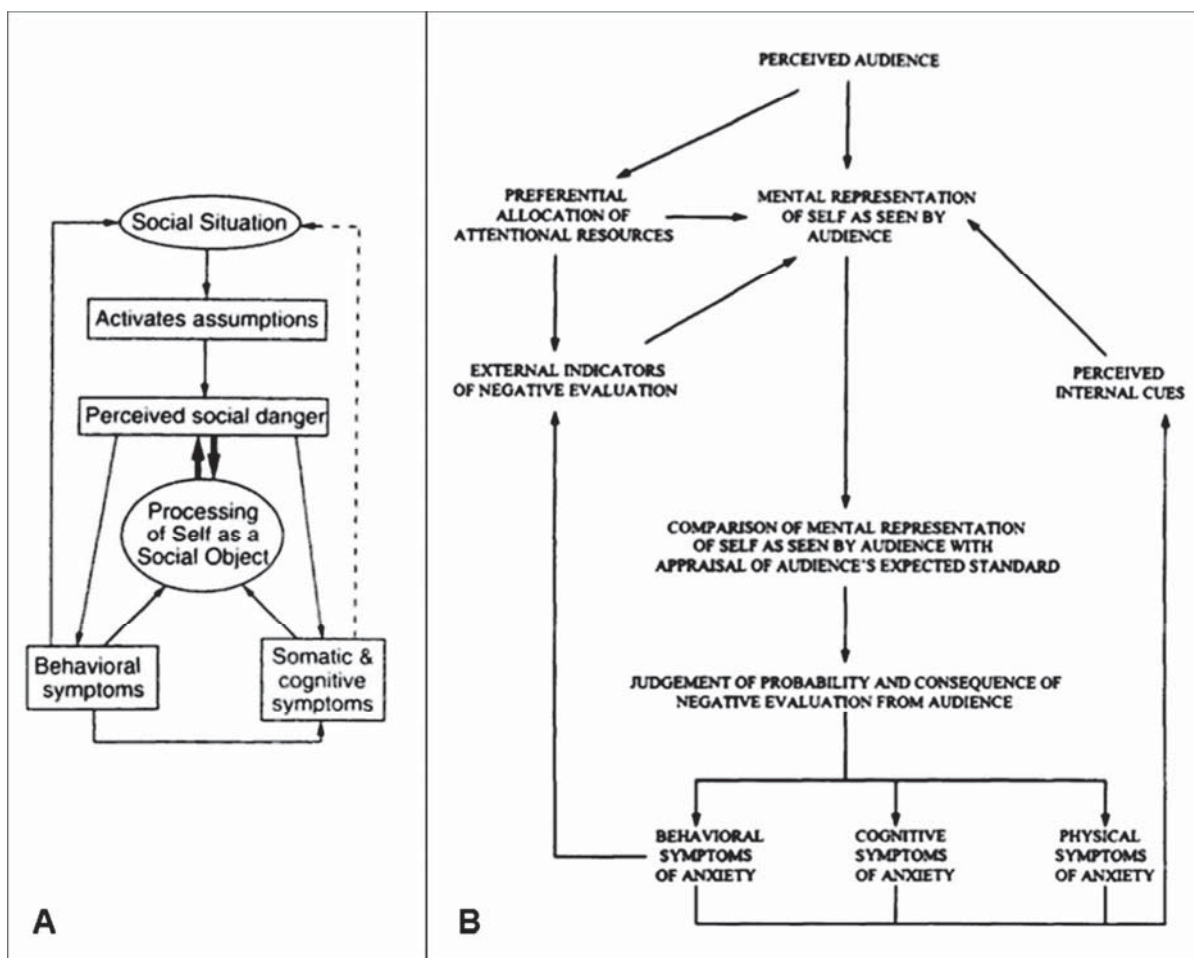 Social Situation
Activates assumptions
Perceived social danger
Processing
of Self as a
Social Object
Behavioral
symptoms
Somatic &
cognitive
symptoms
A
PERCEIVED AUDIENCE
PREFERENTIAL
ALLOCATION OF
ATTENTIONAL RESOURCES
MENTAL REPRESENTATION
OF SELF AS SEEN BY
AUDIENCE
EXTERNAL INDICATORS
OF NEGATIVE EVALUATION
PERCEIVED
INTERNAL CUES
COMPARISON OF MENTAL REPRESENTATION
OF SELF AS SEEN BY AUDIENCE WITH
APPRAISAL OF AUDIENCE'S EXPECTED STANDARD
JUDGEMENT OF PROBABILITY AND CONSEQUENCE OF
NEGATIVE EVALUATION FROM AUDIENCE
BEHAVIORAL
SYMPTOMS
OF ANXIETY
COGNITIVE
SYMPTOMS
OF ANXIETY
PHYSICAL
SYMPTOMS
OF ANXIETY
B